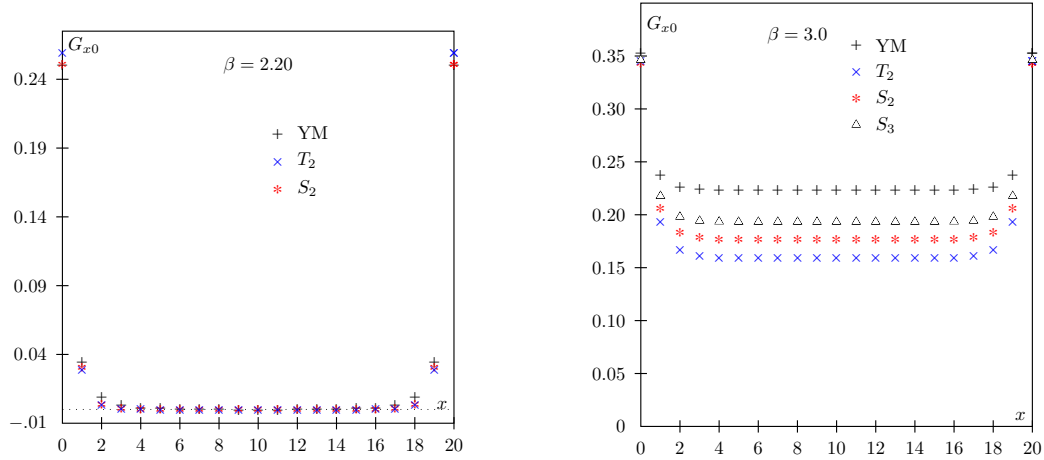 G_{x0}
β = 2.20
0.24
YM
T_2
S_2
0.19
0.14
0.09
0.04
x
−.01
0 2 4 6 8 10 12 14 16 18 20
G_{x0}
β = 3.0
YM
T_2
S_2
S_3
0.35
0.30
0.25
0.20
0.15
0.10
0.05
0
x
0 2 4 6 8 10 12 14 16 18 20